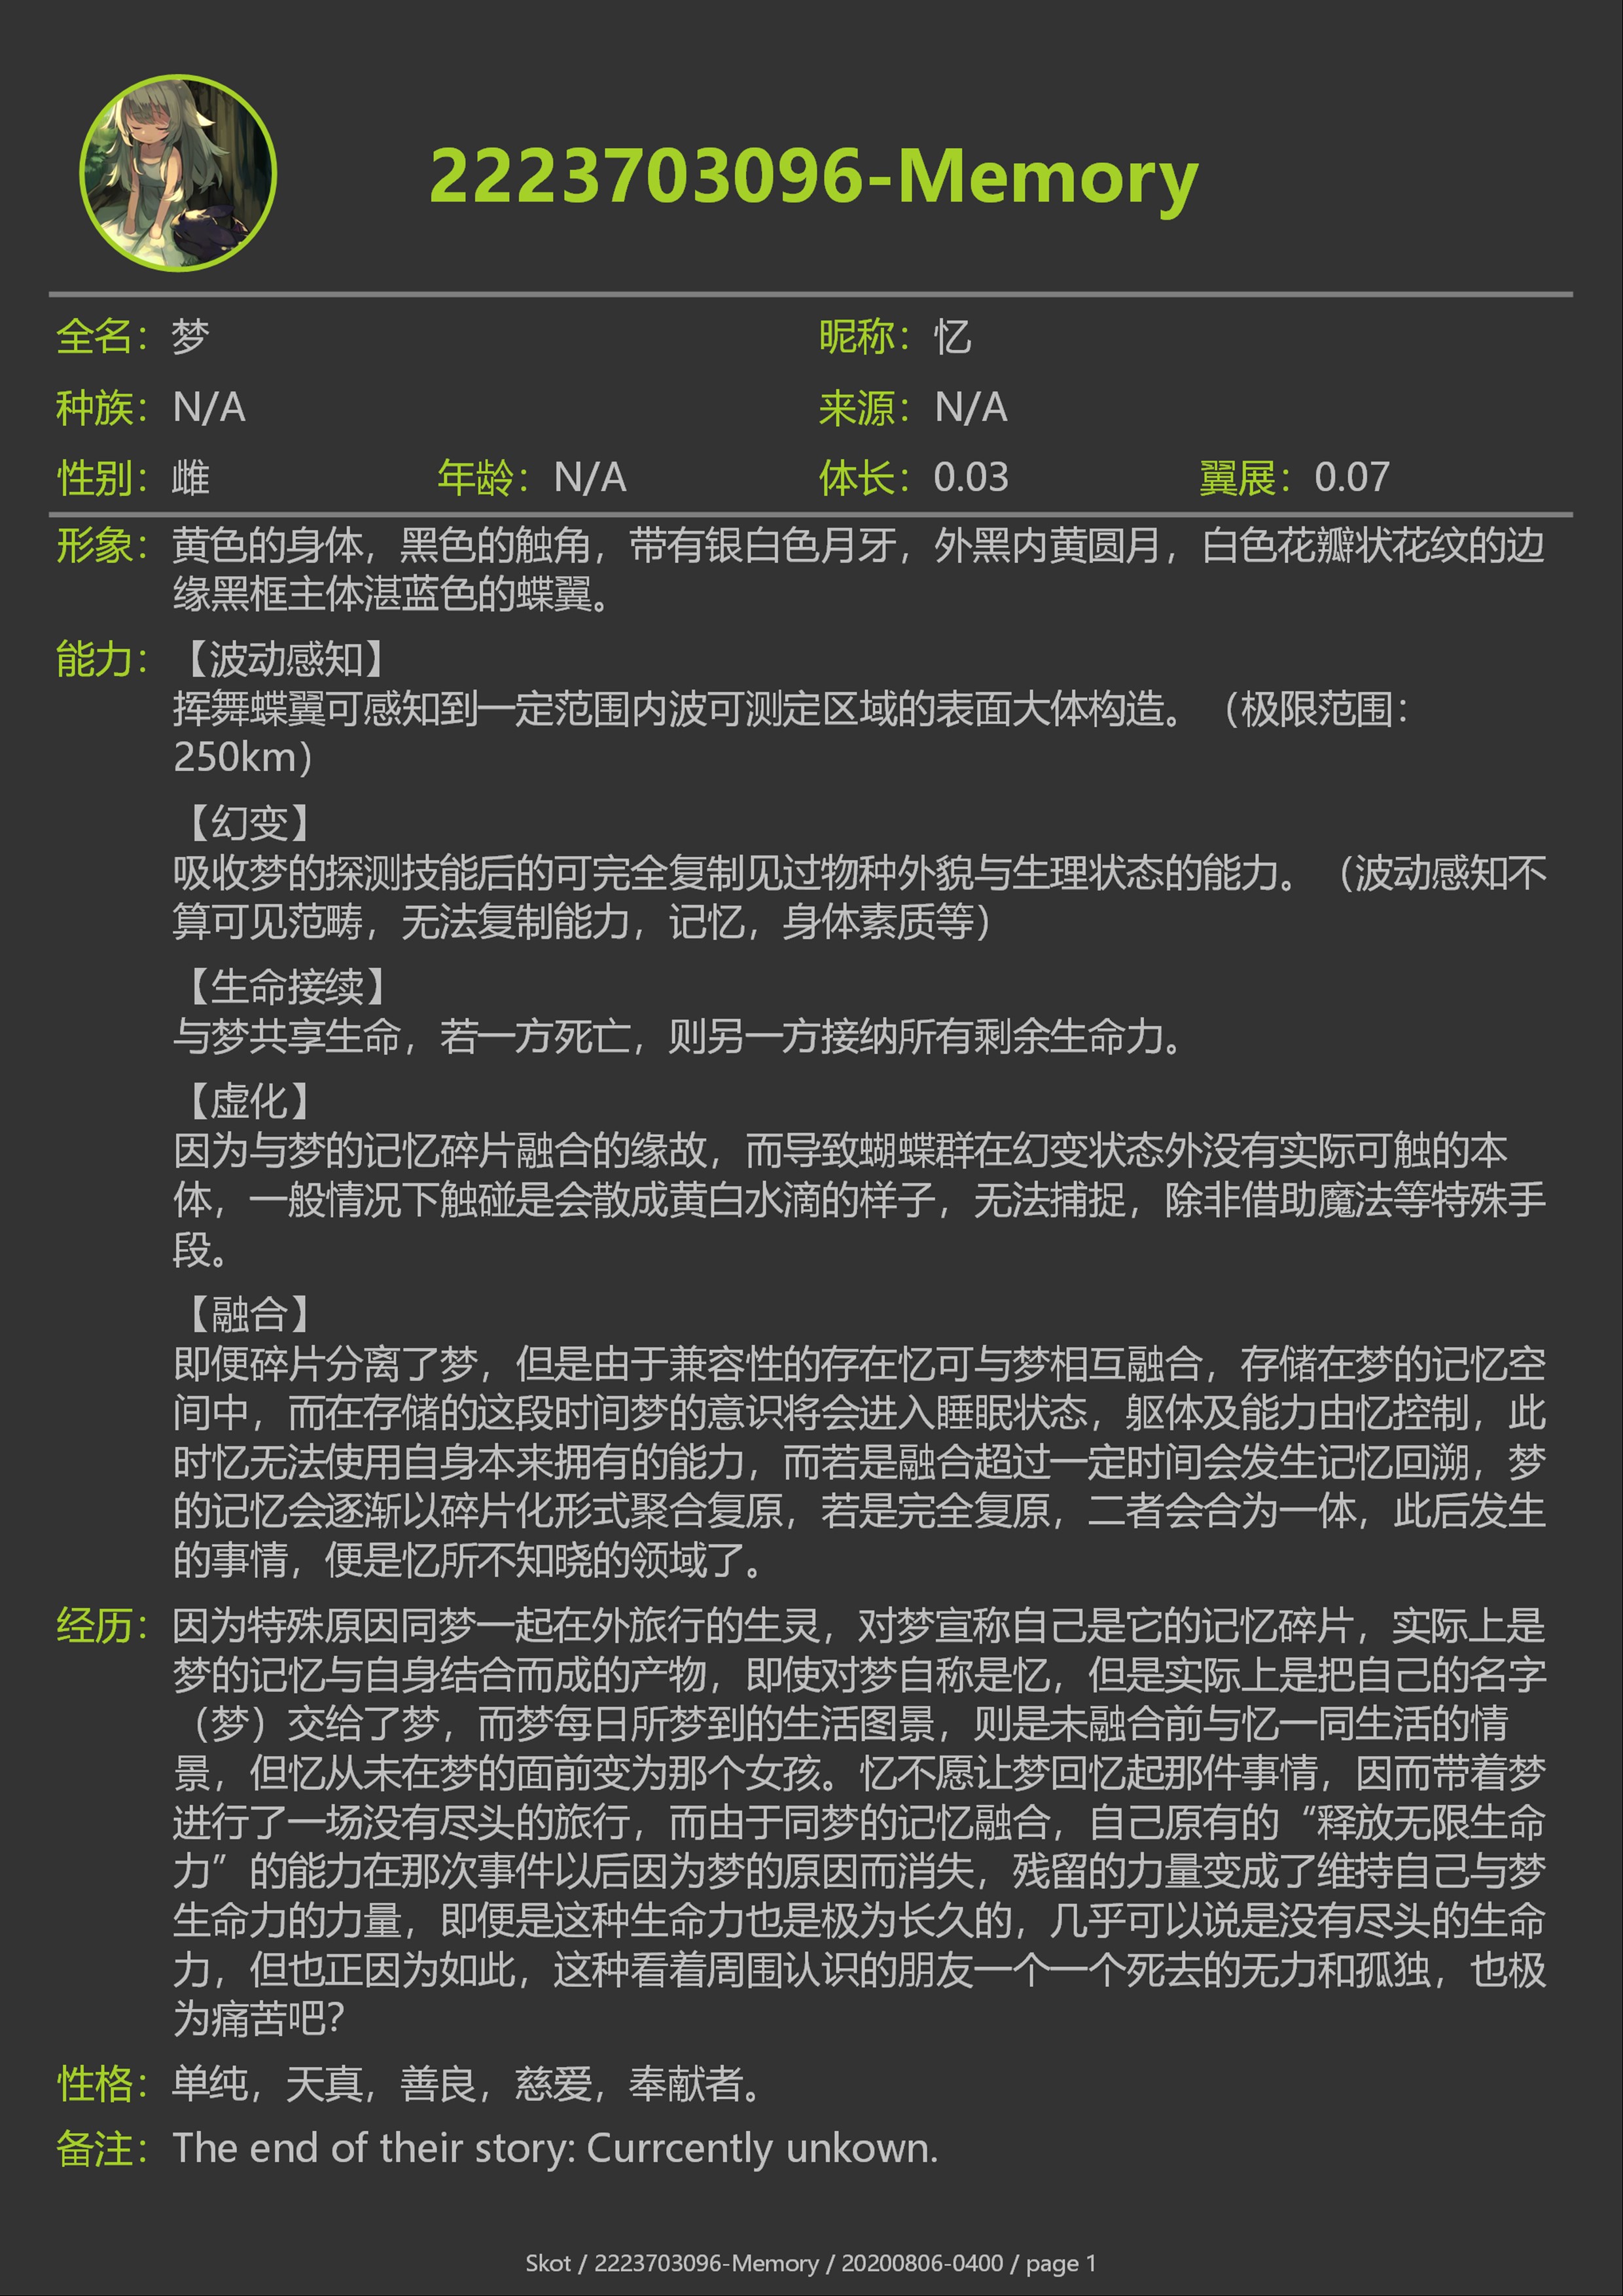 2223703096-Memory
全名：梦 昵称：忆
种族：N/A 来源：N/A
性别：雌 年龄：N/A 体长：0.03 翼展：0.07
形象：黄色的身体，黑色的触角，带有银白色月牙，外黑内黄圆月，白色花瓣状花纹的边
缘黑框主体湛蓝色的蝶翼。
能力：【波动感知】
挥舞蝶翼可感知到一定范围内波可测定区域的表面大体构造。（极限范围：
250km）
【幻变】
吸收梦的探测技能后的可完全复制见过物种外貌与生理状态的能力。（波动感知不
算可见范畴，无法复制能力，记忆，身体素质等）
【生命接续】
与梦共享生命，若一方死亡，则另一方接纳所有剩余生命力。
【虚化】
因为与梦的记忆碎片融合的缘故，而导致蝴蝶群在幻变状态外没有实际可触的本
体，一般情况下触碰是会散成黄白水滴的样子，无法捕捉，除非借助魔法等特殊手
段。
【融合】
即便碎片分离了梦，但是由于兼容性的存在忆可与梦相互融合，存储在梦的记忆空
间中，而在存储的这段时间梦的意识将会进入睡眠状态，躯体及能力由忆控制，此
时忆无法使用自身本来拥有的能力，而若是融合超过一定时间会发生记忆回溯，梦
的记忆会逐渐以碎片化形式聚合复原，若是完全复原，二者会合为一体，此后发生
的事情，便是忆所不知晓的领域了。
经历：因为特殊原因同梦一起在外旅行的生灵，对梦宣称自己是它的记忆碎片，实际上是
梦的记忆与自身结合而成的产物，即使对梦自称是忆，但是实际上是把自己的名字
（梦）交给了梦，而梦每日所梦到的生活图景，则是未融合前与忆一同生活的情
景，但忆从未在梦的面前变为那个女孩。忆不愿让梦回忆起那件事情，因而带着梦
进行了一场没有尽头的旅行，而由于同梦的记忆融合，自己原有的“释放无限生命
力”的能力在那次事件以后因为梦的原因而消失，残留的力量变成了维持自己与梦
生命力的力量，即便是这种生命力也是极为长久的，几乎可以说是没有尽头的生命
力，但也正因为如此，这种看着周围认识的朋友一个一个死去的无力和孤独，也极
为痛苦吧？
性格：单纯，天真，善良，慈爱，奉献者。
备注：The end of their story: Currcently unkown.
Skot / 2223703096-Memory / 20200806-0400 / page 1